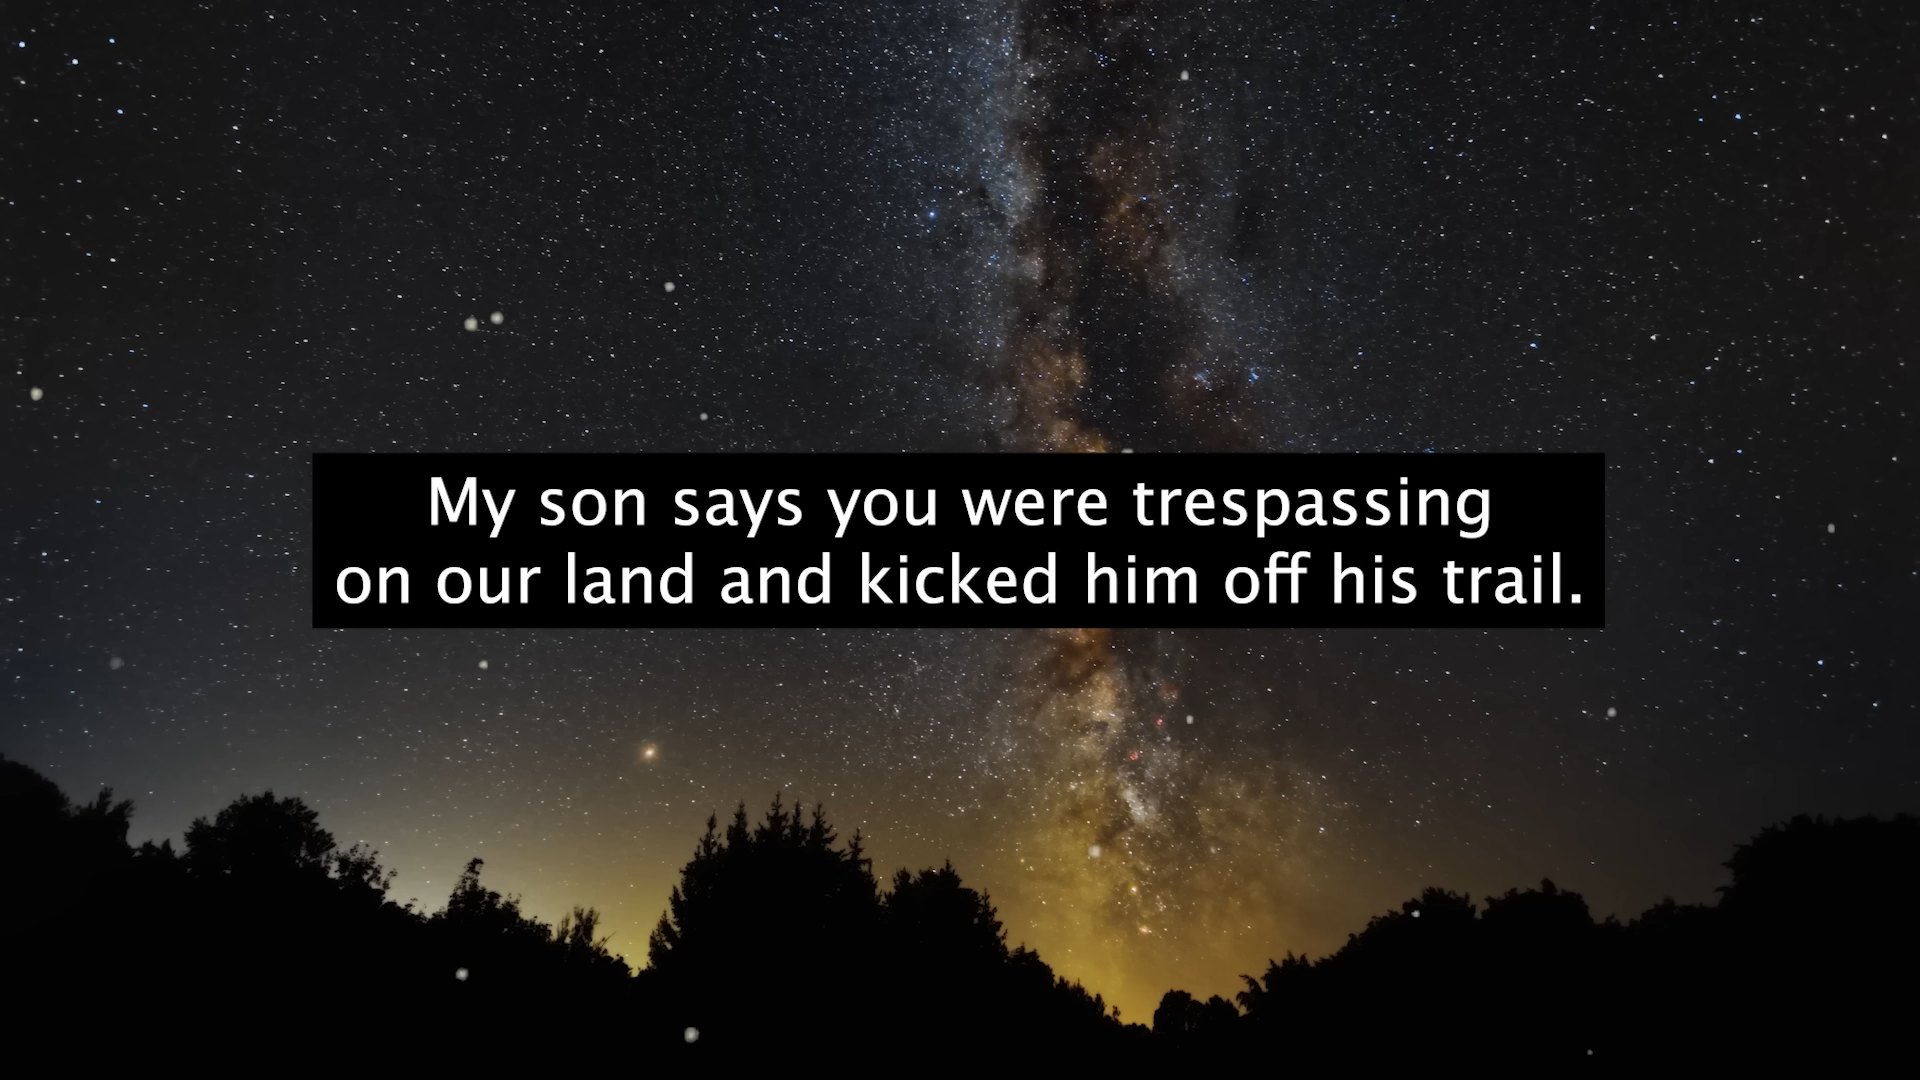 My son says you were trespassing
on our land and kicked him off his trail.